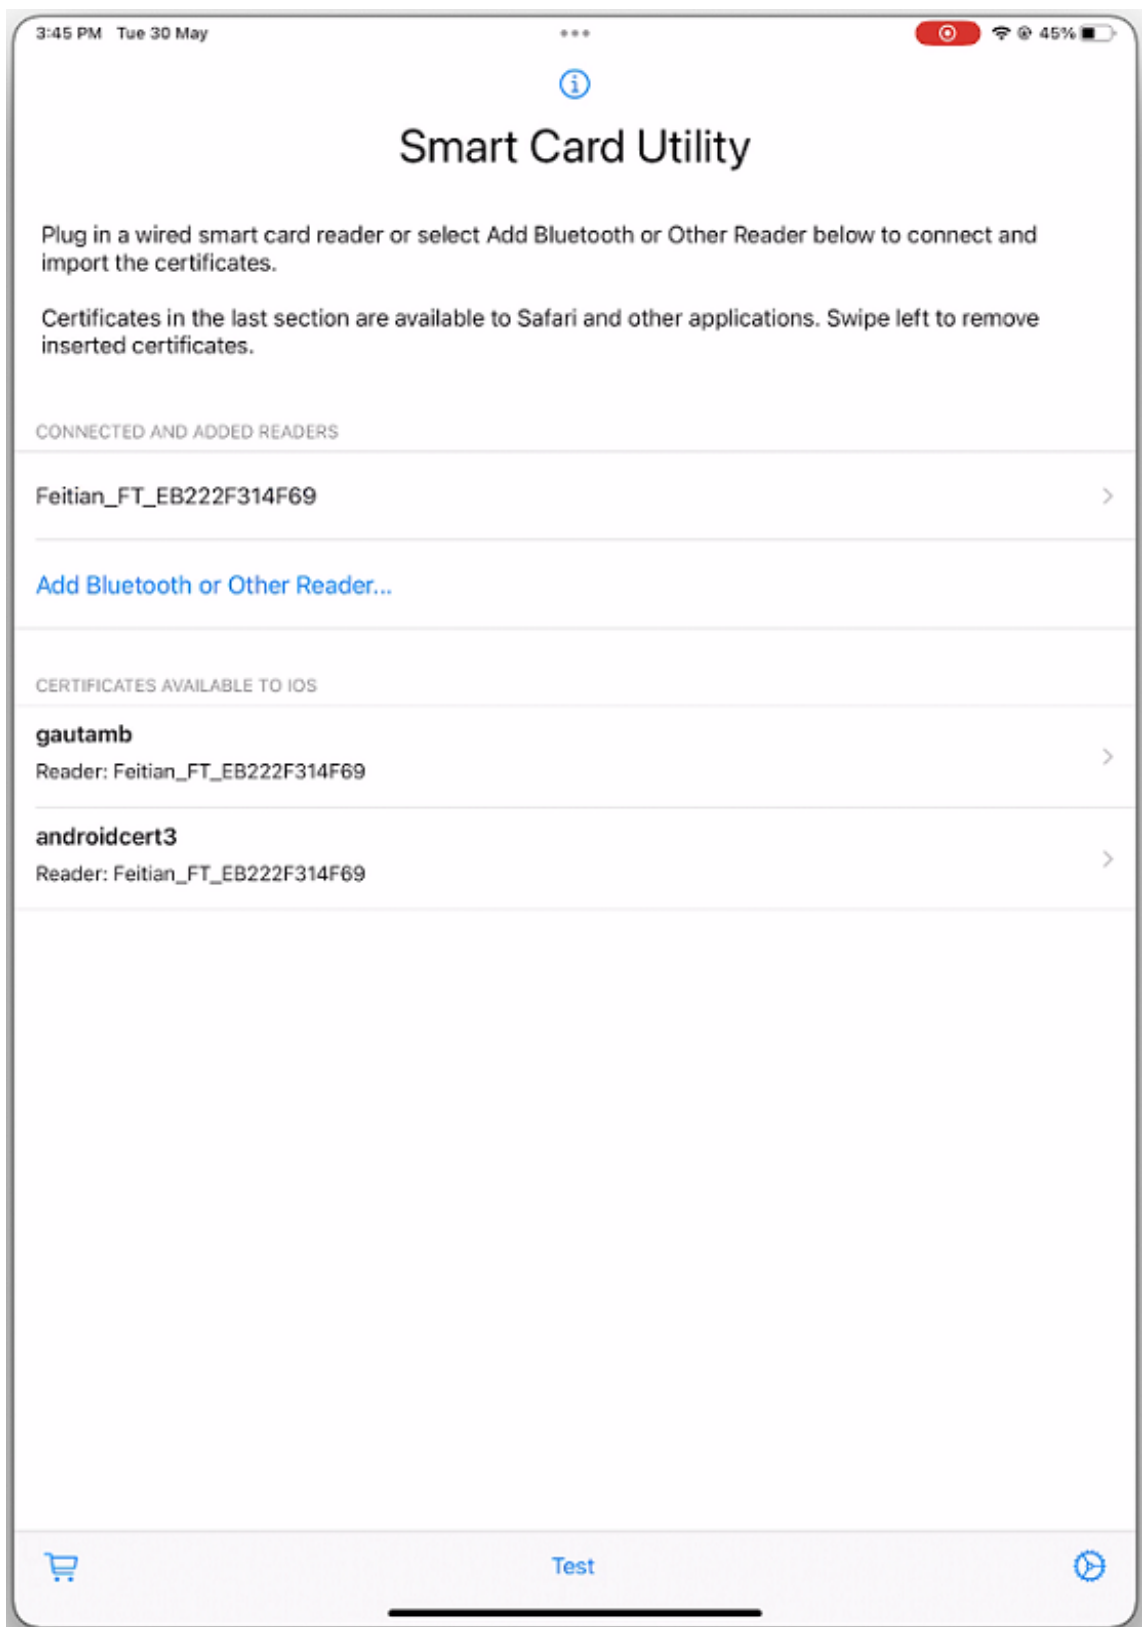 3:45 PM Tue 30 May
45%
Smart Card Utility
Plug in a wired smart card reader or select Add Bluetooth or Other Reader below to connect and
import the certificates.
Certificates in the last section are available to Safari and other applications. Swipe left to remove
inserted certificates.
CONNECTED AND ADDED READERS
Feitian_FT_EB222F314F69
Add Bluetooth or Other Reader...
CERTIFICATES AVAILABLE TO IOS
gautamb
Reader: Feitian_FT_EB222F314F69
androidcert3
Reader: Feitian_FT_EB222F314F69
Test